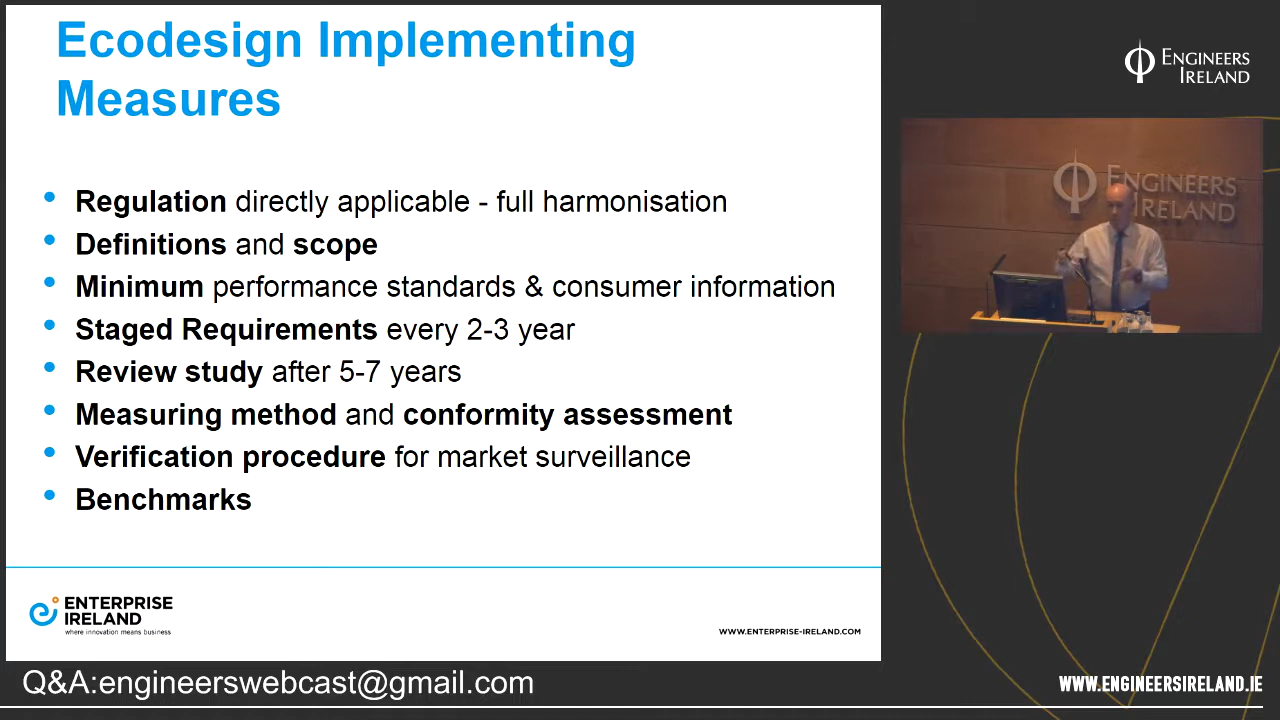 Ecodesign Implementing
Measures
Regulation directly applicable - full harmonisation
Definitions and scope
Minimum performance standards & consumer information
Staged Requirements every 2-3 year
Review study after 5-7 years
Measuring method and conformity assessment
Verification procedure for market surveillance
Benchmarks
ENTERPRISE
IRELAND
where innovation means business
WWW.ENTERPRISE-IRELAND.COM
ENGINEERS
IRELAND
ENGINEERS
IRELAND
Q&A:engineerswebcast@gmail.com
WWW.ENGINEERSIRELAND.IE